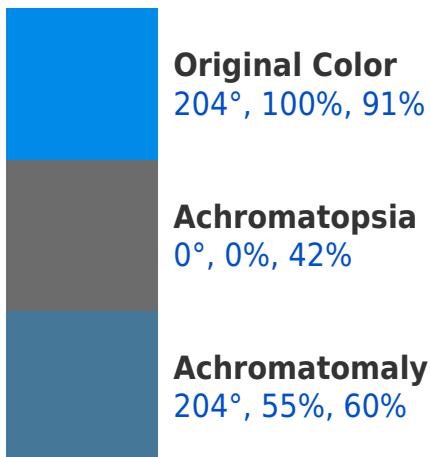 Original Color
204°, 100%, 91%
Achromatopsia
0°, 0%, 42%
Achromatomaly
204°, 55%, 60%